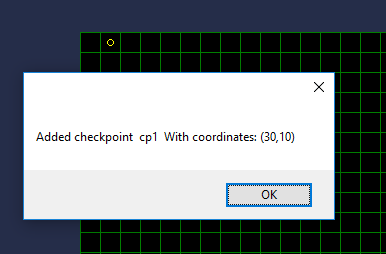 Added checkpoint  cp1  With coordinates: (30,10)
OK